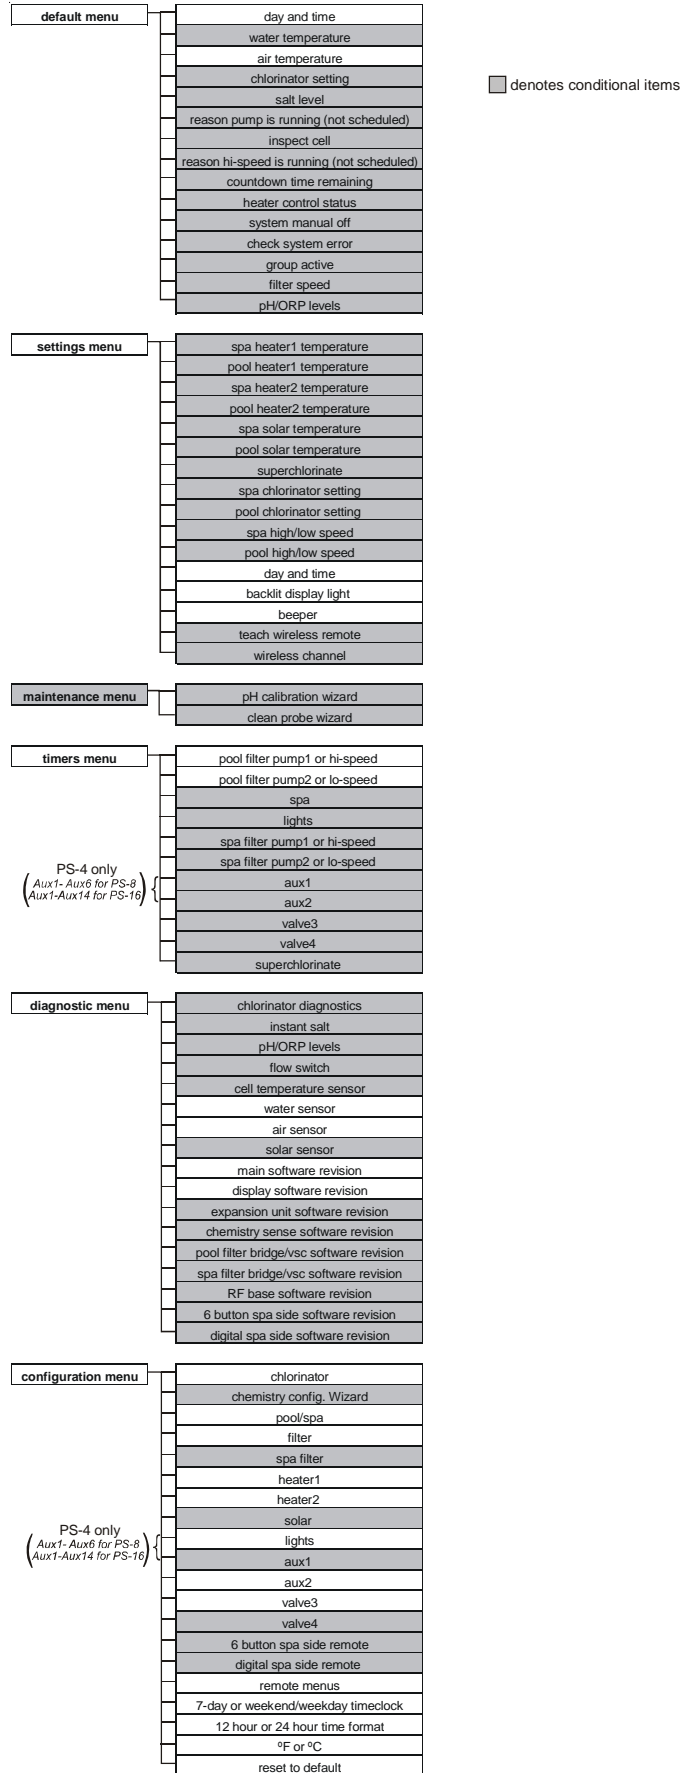 default menu
day and time
water temperature
air temperature
chlorinator setting
denotes conditional items
salt level
reason pump is running (not scheduled)
inspect cell
reason hi-speed is running (not scheduled)
countdown time remaining
heater control status
system manual off
check system error
group active
filter speed
pH/ORP levels
settings menu
spa heater1 temperature
pool heater1 temperature
spa heater2 temperature
pool heater2 temperature
spa solar temperature
pool solar temperature
superchlorinate
spa chlorinator setting
pool chlorinator setting
spa high/low speed
pool high/low speed
day and time
backlit display light
beeper
teach wireless remote
wireless channel
maintenance menu
pH calibration wizard
clean probe wizard
timers menu
pool filter pump1 or hi-speed
pool filter pump2 or lo-speed
spa
lights
spa filter pump1 or hi-speed
spa filter pump2 or lo-speed
PS-4 only
(Aux1- Aux6 for PS-8
Aux1-Aux14 for PS-16)
aux1
aux2
valve3
valve4
superchlorinate
diagnostic menu
chlorinator diagnostics
instant salt
pH/ORP levels
flow switch
cell temperature sensor
water sensor
air sensor
solar sensor
main software revision
display software revision
expansion unit software revision
chemistry sense software revision
pool filter bridge/vsc software revision
spa filter bridge/vsc software revision
RF base software revision
6 button spa side software revision
digital spa side software revision
configuration menu
chlorinator
chemistry config. Wizard
pool/spa
filter
spa filter
heater1
heater2
solar
PS-4 only
(Aux1- Aux6 for PS-8
Aux1-Aux14 for PS-16)
lights
aux1
aux2
valve3
valve4
6 button spa side remote
digital spa side remote
remote menus
7-day or weekend/weekday timeclock
12 hour or 24 hour time format
ºF or ºC
reset to default